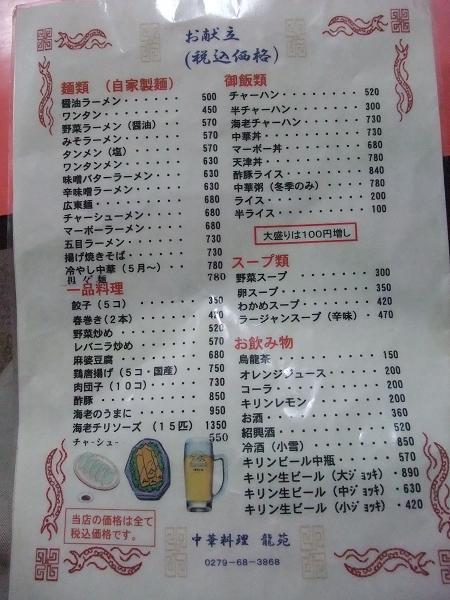 お献立
(税込価格)
麺類 (自家製麺)
醤油ラーメン・・・・・・ 500
ワンタン・・・・・・・・ 450
野菜ラーメン(醤油)・・ 570
みそラーメン・・・・・・ 570
タンメン(塩)・・・・・ 570
ワンタンメン・・・・・・ 630
味噌バターラーメン・・・ 630
辛味噌ラーメン・・・・・ 630
広東麺・・・・・・・・・ 680
チャーシューメン・・・・ 680
マーボーラーメン・・・・ 680
五目ラーメン・・・・・・ 730
揚げ焼きそば・・・・・・ 730
冷やし中華(5月〜)・・ 780
担々麺 780
一品料理
餃子(5コ)・・・・・・ 350
春巻き(2本)・・・・・ 420
野菜炒め・・・・・・・・ 520
レバニラ炒め・・・・・・ 570
麻婆豆腐・・・・・・・・ 680
鶏唐揚げ(5コ・国産)・ 750
肉団子(10コ)・・・・ 730
酢豚・・・・・・・・・・ 850
海老のうまに・・・・・・ 950
海老チリソーズ (15匹) 1350
チャーシュー 550
当店の価格は全て
税込価格です。
御飯類
チャーハン・・・・・・・ 520
半チャーハン・・・・・・ 300
海老チャーハン・・・・・ 730
中華丼・・・・・・・・・ 730
マーボー丼・・・・・・・ 680
天津丼・・・・・・・・・ 780
酢豚ライス・・・・・・・ 840
中華粥(冬季のみ)・・・ 780
ライス・・・・・・・・・ 200
半ライス・・・・・・・・ 100
大盛りは100円増し
スープ類
野菜スープ・・・・・・・ 300
卵スープ・・・・・・・・ 350
わかめスープ・・・・・・ 420
ラージャンスープ(辛味)・ 470
お飲み物
烏龍茶・・・・・・・・・ 150
オレンジジュース・・・・ 200
コーラ・・・・・・・・・ 200
キリンレモン・・・・・・ 200
お酒・・・・・・・・・・ 360
紹興酒・・・・・・・・・ 520
冷酒(小雪)・・・・・・ 850
キリンビール中瓶・・・・ 570
キリン生ビール(大ジョッキ)・890
キリン生ビール(中ジョッキ)・630
キリン生ビール(小ジョッキ)・420
中華料理 龍苑
0279-68-3868